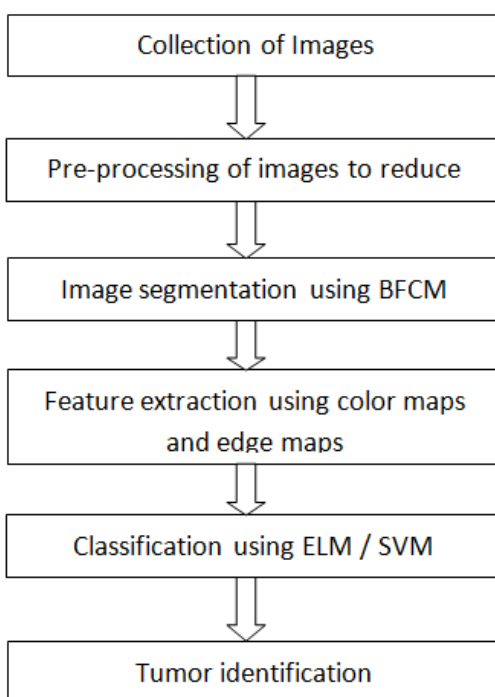 Collection of Images
Pre-processing of images to reduce
Image segmentation using BFCM
Feature extraction using color maps
and edge maps
Classification using ELM / SVM
Tumor identification